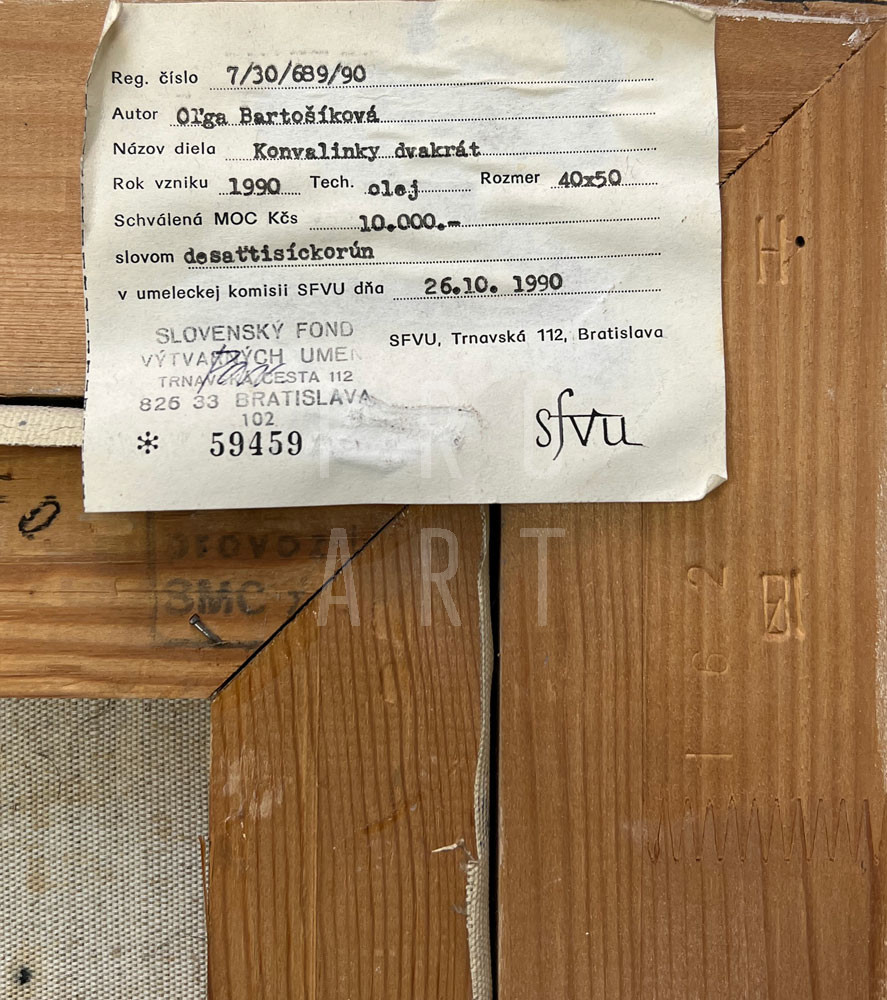 Reg. číslo 7/30/689/90
Autor Oľga Bartošíková
Názov diela Konvalinky dvakrát
Rok vzniku 1990 Tech. olej Rozmer 40x50
Schválená MOC Kčs 10.000.-
slovom desaťtisíckorún
v umeleckej komisii SFVU dňa 26.10. 1990
SLOVENSKÝ FOND
SFVU, Trnavská 112, Bratislava
VÝTVARNÝCH UMEN
TRNAVSKÁ CESTA 112
826 33 BRATISLAVA
102
* 59459
sfvu
ART
H
SMC
162